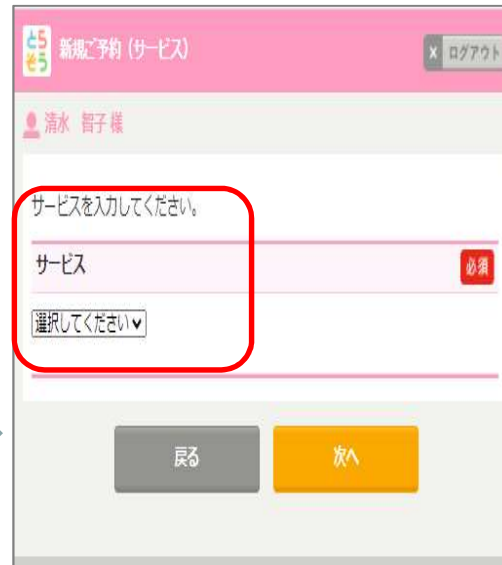 とら
そう
新規ご予約（サービス）
× ログアウト
清水 智子 様
サービスを入力してください。
サービス
必須
選択してください
戻る
次へ